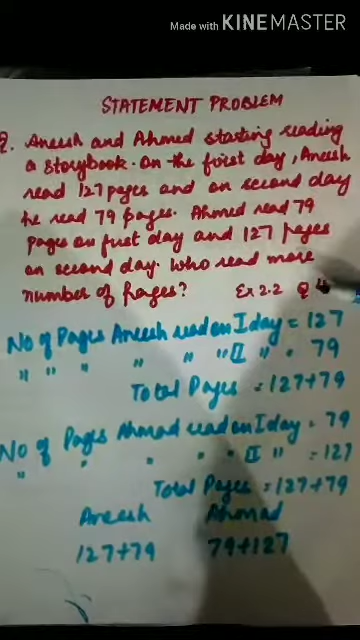 Made with KINEMASTER
STATEMENT PROBLEM
Q. Aneesh and Ahmed starting reading
a storybook. On the first day, Aneesh
read 127 pages and on second day
he read 79 pages. Ahmed read 79
pages on first day and 127 pages
on second day. Who read more
number of pages? Ex 2.2 Q 4
No of Pages Aneesh read on I day = 127
" " " " " " II " = 79
Total Pages = 127+79
No of Pages Ahmad read on I day = 79
" " " " " II " = 127
Total Pages = 127+79
Aneesh Ahmad
127+79 79+127